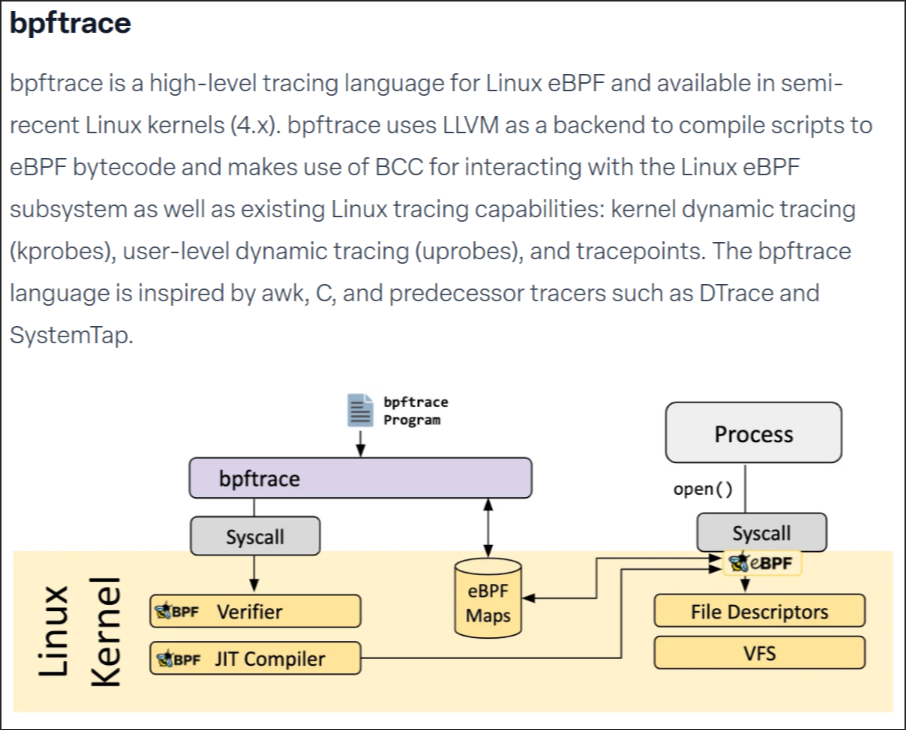 bpftrace
bpftrace is a high-level tracing language for Linux eBPF and available in semi-
recent Linux kernels (4.x). bpftrace uses LLVM as a backend to compile scripts to
eBPF bytecode and makes use of BCC for interacting with the Linux eBPF
subsystem as well as existing Linux tracing capabilities: kernel dynamic tracing
(kprobes), user-level dynamic tracing (uprobes), and tracepoints. The bpftrace
language is inspired by awk, C, and predecessor tracers such as DTrace and
SystemTap.
bpftrace
Program
Process
bpftrace
open()
Syscall
Syscall
eBPF
Linux
Kernel
eBPF
Maps
BPF Verifier
File Descriptors
BPF JIT Compiler
VFS